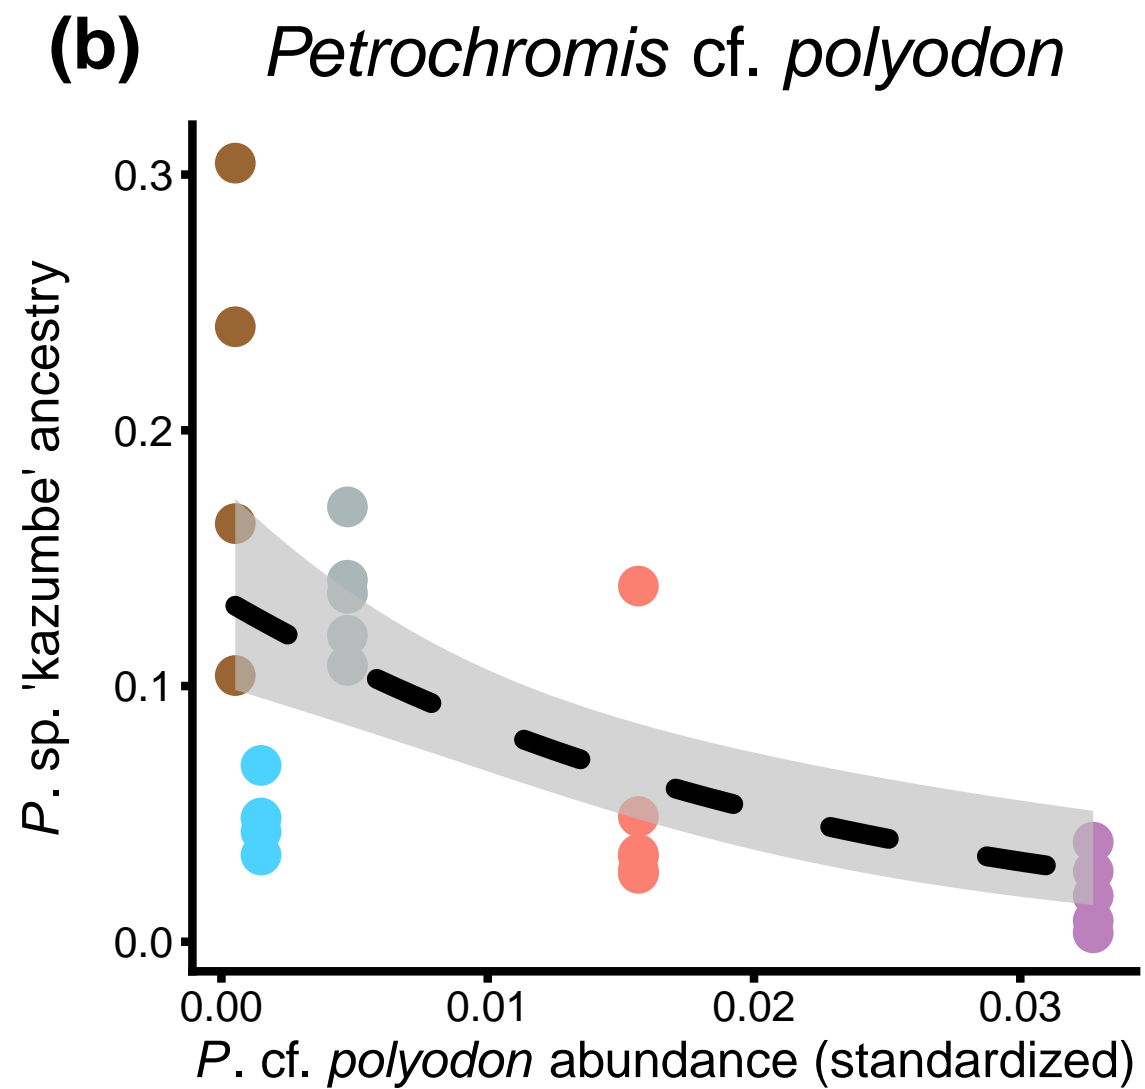 (b) Petrochromis cf. polyodon
P. sp. 'kazumbe' ancestry
0.3
0.2
0.1
0.0
0.00 0.01 0.02 0.03
P. cf. polyodon abundance (standardized)